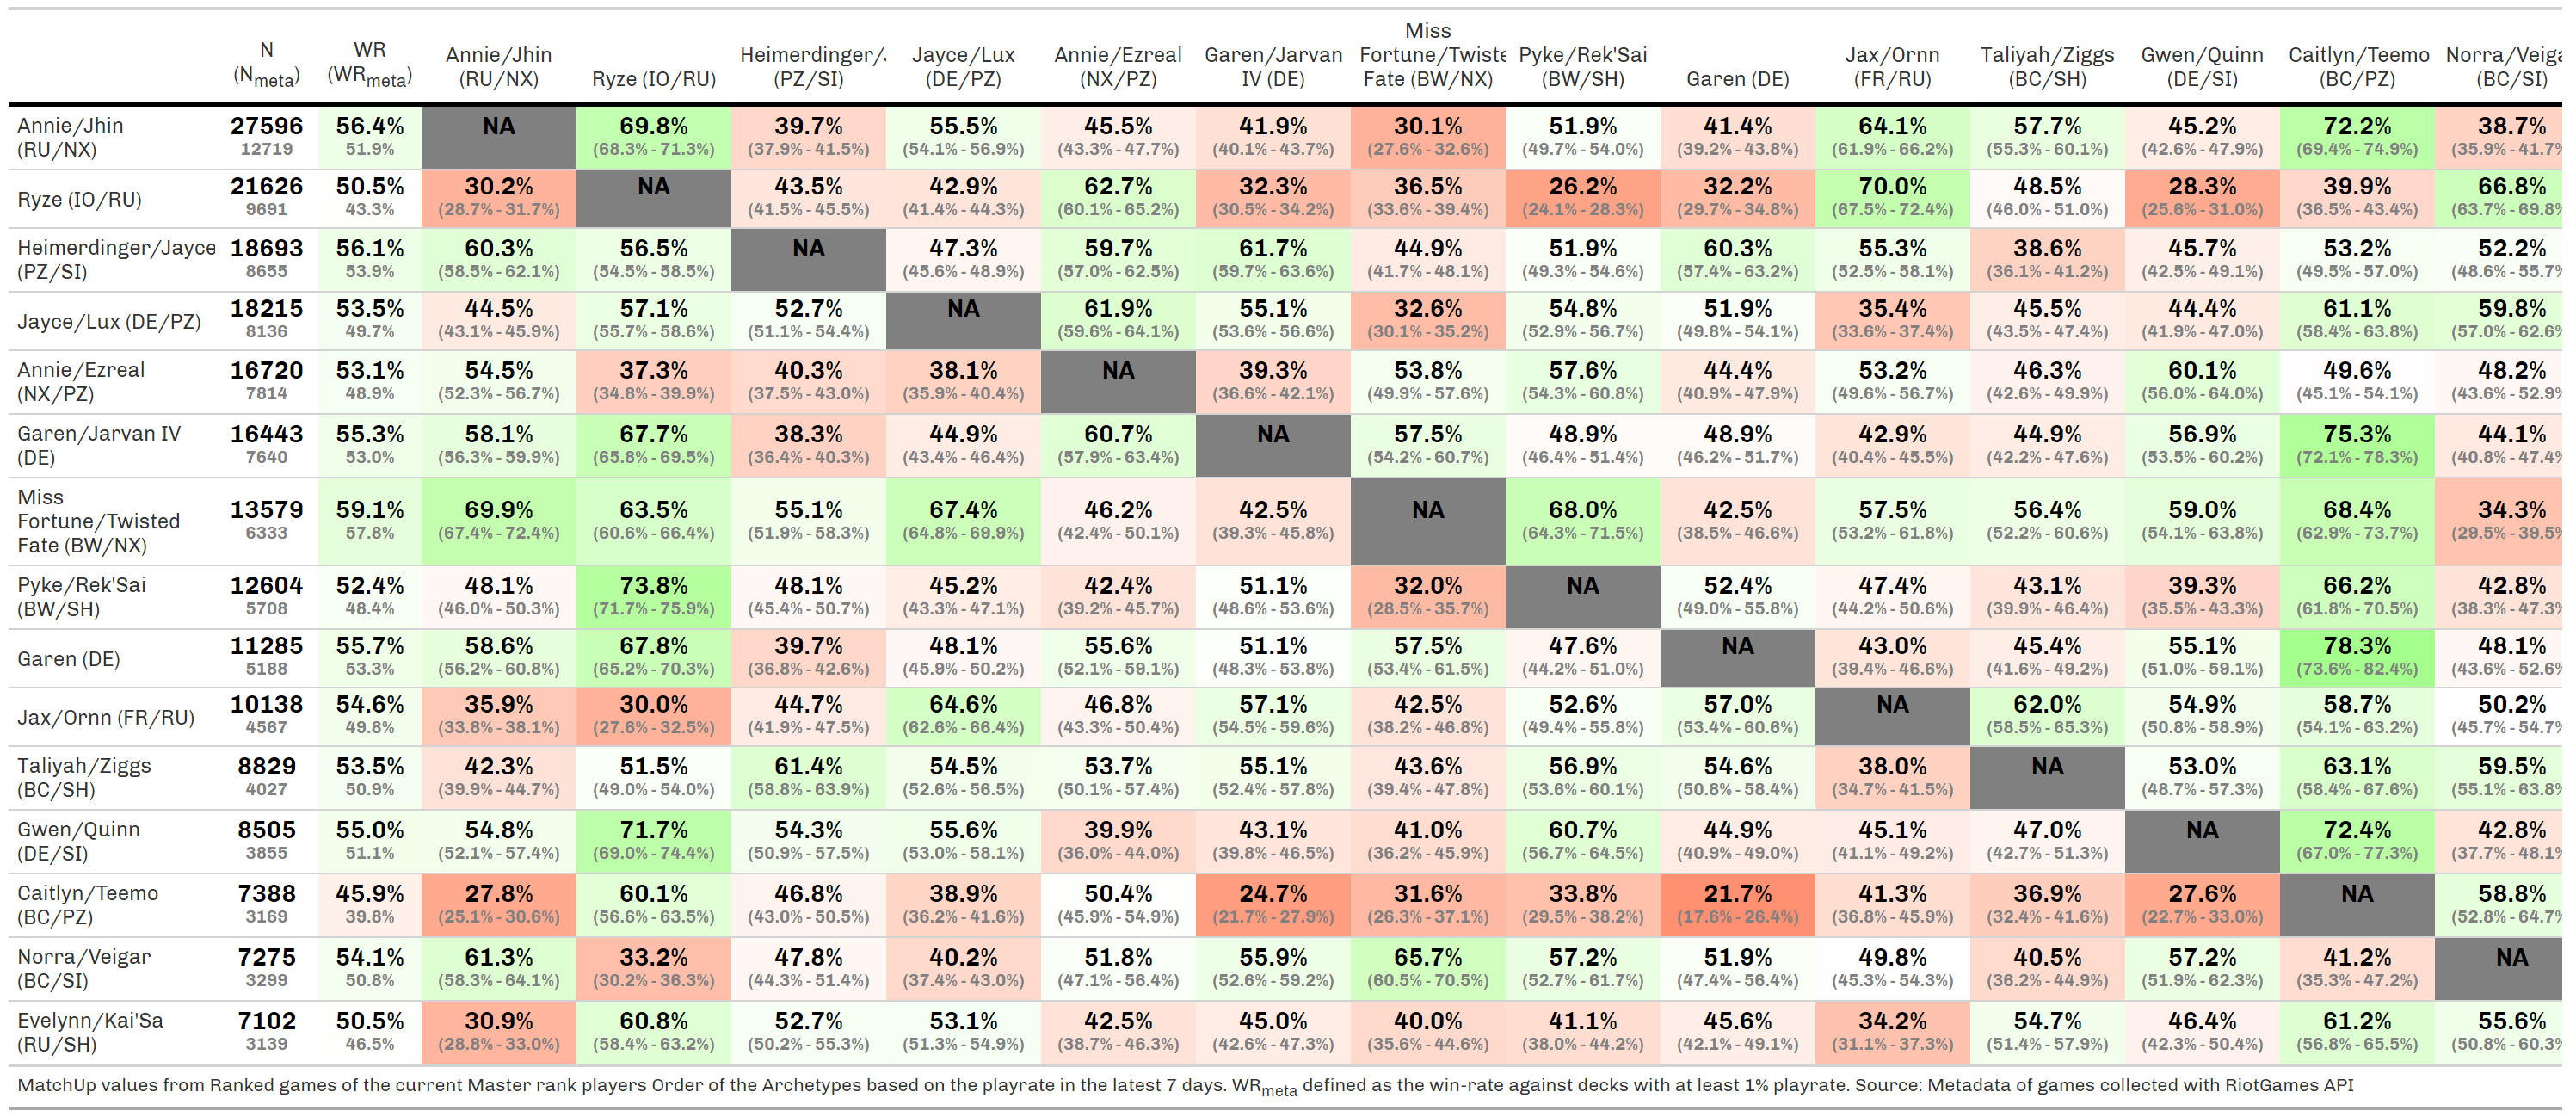 N (Nmeta) WR (WRmeta) Annie/Jhin (RU/NX) Ryze (IO/RU) Heimerdinger/J (PZ/SI) Jayce/Lux (DE/PZ) Annie/Ezreal (NX/PZ) Garen/Jarvan IV (DE) Miss Fortune/Twiste Fate (BW/NX) Pyke/Rek'Sai (BW/SH) Garen (DE) Jax/Ornn (FR/RU) Taliyah/Ziggs (BC/SH) Gwen/Quinn (DE/SI) Caitlyn/Teemo (BC/PZ) Norra/Veiga (BC/SI)
Annie/Jhin 27596 56.4% NA 69.8% 39.7% 55.5% 45.5% 41.9% 30.1% 51.9% 41.4% 64.1% 57.7% 45.2% 72.2% 38.7%
(RU/NX) 12719 51.9% (68.3% - 71.3%) (37.9% - 41.5%) (54.1% - 56.9%) (43.3% - 47.7%) (40.1% - 43.7%) (27.6% - 32.6%) (49.7% - 54.0%) (39.2% - 43.8%) (61.9% - 66.2%) (55.3% - 60.1%) (42.6% - 47.9%) (69.4% - 74.9%) (35.9% - 41.7%
Ryze (IO/RU) 21626 50.5% 30.2% NA 43.5% 42.9% 62.7% 32.3% 36.5% 26.2% 32.2% 70.0% 48.5% 28.3% 39.9% 66.8%
9691 43.3% (28.7% - 31.7%) (41.5% - 45.5%) (41.4% - 44.3%) (60.1% - 65.2%) (30.5% - 34.2%) (33.6% - 39.4%) (24.1% - 28.3%) (29.7% - 34.8%) (67.5% - 72.4%) (46.0% - 51.0%) (25.6% - 31.0%) (36.5% - 43.4%) (63.7% - 69.8%
Heimerdinger/Jayce 18693 56.1% 60.3% 56.5% NA 47.3% 59.7% 61.7% 44.9% 51.9% 60.3% 55.3% 38.6% 45.7% 53.2% 52.2%
(PZ/SI) 8655 53.9% (58.5% - 62.1%) (54.5% - 58.5%) (45.6% - 48.9%) (57.0% - 62.5%) (59.7% - 63.6%) (41.7% - 48.1%) (49.3% - 54.6%) (57.4% - 63.2%) (52.5% - 58.1%) (36.1% - 41.2%) (42.5% - 49.1%) (49.5% - 57.0%) (48.6% - 55.7%
Jayce/Lux (DE/PZ) 18215 53.5% 44.5% 57.1% 52.7% NA 61.9% 55.1% 32.6% 54.8% 51.9% 35.4% 45.5% 44.4% 61.1% 59.8%
8136 49.7% (43.1% - 45.9%) (55.7% - 58.6%) (51.1% - 54.4%) (59.6% - 64.1%) (53.6% - 56.6%) (30.1% - 35.2%) (52.9% - 56.7%) (49.8% - 54.1%) (33.6% - 37.4%) (43.5% - 47.4%) (41.9% - 47.0%) (58.4% - 63.8%) (57.0% - 62.6%
Annie/Ezreal 16720 53.1% 54.5% 37.3% 40.3% 38.1% NA 39.3% 53.8% 57.6% 44.4% 53.2% 46.3% 60.1% 49.6% 48.2%
(NX/PZ) 7814 48.9% (52.3% - 56.7%) (34.8% - 39.9%) (37.5% - 43.0%) (35.9% - 40.4%) (36.6% - 42.1%) (49.9% - 57.6%) (54.3% - 60.8%) (40.9% - 47.9%) (49.6% - 56.7%) (42.6% - 49.9%) (56.0% - 64.0%) (45.1% - 54.1%) (43.6% - 52.9%
Garen/Jarvan IV 16443 55.3% 58.1% 67.7% 38.3% 44.9% 60.7% NA 57.5% 48.9% 48.9% 42.9% 44.9% 56.9% 75.3% 44.1%
(DE) 7640 53.0% (56.3% - 59.9%) (65.8% - 69.5%) (36.4% - 40.3%) (43.4% - 46.4%) (57.9% - 63.4%) (54.2% - 60.7%) (46.4% - 51.4%) (46.2% - 51.7%) (40.4% - 45.5%) (42.2% - 47.6%) (53.5% - 60.2%) (72.1% - 78.3%) (40.8% - 47.4%
Miss
Fortune/Twisted 13579 59.1% 69.9% 63.5% 55.1% 67.4% 46.2% 42.5% NA 68.0% 42.5% 57.5% 56.4% 59.0% 68.4% 34.3%
Fate (BW/NX) 6333 57.8% (67.4% - 72.4%) (60.6% - 66.4%) (51.9% - 58.3%) (64.8% - 69.9%) (42.4% - 50.1%) (39.3% - 45.8%) (64.3% - 71.5%) (38.5% - 46.6%) (53.2% - 61.8%) (52.2% - 60.6%) (54.1% - 63.8%) (62.9% - 73.7%) (29.5% - 39.5%
Pyke/Rek'Sai 12604 52.4% 48.1% 73.8% 48.1% 45.2% 42.4% 51.1% 32.0% NA 52.4% 47.4% 43.1% 39.3% 66.2% 42.8%
(BW/SH) 5708 48.4% (46.0% - 50.3%) (71.7% - 75.9%) (45.4% - 50.7%) (43.3% - 47.1%) (39.2% - 45.7%) (48.6% - 53.6%) (28.5% - 35.7%) (49.0% - 55.8%) (44.2% - 50.6%) (39.9% - 46.4%) (35.5% - 43.3%) (61.8% - 70.5%) (38.3% - 47.3%
Garen (DE) 11285 55.7% 58.6% 67.8% 39.7% 48.1% 55.6% 51.1% 57.5% 47.6% NA 43.0% 45.4% 55.1% 78.3% 48.1%
5188 53.3% (56.2% - 60.8%) (65.2% - 70.3%) (36.8% - 42.6%) (45.9% - 50.2%) (52.1% - 59.1%) (48.3% - 53.8%) (53.4% - 61.5%) (44.2% - 51.0%) (39.4% - 46.6%) (41.6% - 49.2%) (51.0% - 59.1%) (73.6% - 82.4%) (43.6% - 52.6%
Jax/Ornn (FR/RU) 10138 54.6% 35.9% 30.0% 44.7% 64.6% 46.8% 57.1% 42.5% 52.6% 57.0% NA 62.0% 54.9% 58.7% 50.2%
4567 49.8% (33.8% - 38.1%) (27.6% - 32.5%) (41.9% - 47.5%) (62.6% - 66.4%) (43.3% - 50.4%) (54.5% - 59.6%) (38.2% - 46.8%) (49.4% - 55.8%) (53.4% - 60.6%) (58.5% - 65.3%) (50.8% - 58.9%) (54.1% - 63.2%) (45.7% - 54.7%
Taliyah/Ziggs 8829 53.5% 42.3% 51.5% 61.4% 54.5% 53.7% 55.1% 43.6% 56.9% 54.6% 38.0% NA 53.0% 63.1% 59.5%
(BC/SH) 4027 50.9% (39.9% - 44.7%) (49.0% - 54.0%) (58.8% - 63.9%) (52.6% - 56.5%) (50.1% - 57.4%) (52.4% - 57.8%) (39.4% - 47.8%) (53.6% - 60.1%) (50.8% - 58.4%) (34.7% - 41.5%) (48.7% - 57.3%) (58.4% - 67.6%) (55.1% - 63.8%
Gwen/Quinn 8505 55.0% 54.8% 71.7% 54.3% 55.6% 39.9% 43.1% 41.0% 60.7% 44.9% 45.1% 47.0% NA 72.4% 42.8%
(DE/SI) 3855 51.1% (52.1% - 57.4%) (69.0% - 74.4%) (50.9% - 57.5%) (53.0% - 58.1%) (36.0% - 44.0%) (39.8% - 46.5%) (36.2% - 45.9%) (56.7% - 64.5%) (40.9% - 49.0%) (41.1% - 49.2%) (42.7% - 51.3%) (67.0% - 77.3%) (37.7% - 48.1%
Caitlyn/Teemo 7388 45.9% 27.8% 60.1% 46.8% 38.9% 50.4% 24.7% 31.6% 33.8% 21.7% 41.3% 36.9% 27.6% NA 58.8%
(BC/PZ) 3169 39.8% (25.1% - 30.6%) (56.6% - 63.5%) (43.0% - 50.5%) (36.2% - 41.6%) (45.9% - 54.9%) (21.7% - 27.9%) (26.3% - 37.1%) (29.5% - 38.2%) (17.6% - 26.4%) (36.8% - 45.9%) (32.4% - 41.6%) (22.7% - 33.0%) (52.8% - 64.7%
Norra/Veigar 7275 54.1% 61.3% 33.2% 47.8% 40.2% 51.8% 55.9% 65.7% 57.2% 51.9% 49.8% 40.5% 57.2% 41.2% NA
(BC/SI) 3299 50.8% (58.3% - 64.1%) (30.2% - 36.3%) (44.3% - 51.4%) (37.4% - 43.0%) (47.1% - 56.4%) (52.6% - 59.2%) (60.5% - 70.5%) (52.7% - 61.7%) (47.4% - 56.4%) (45.3% - 54.3%) (36.2% - 44.9%) (51.9% - 62.3%) (35.3% - 47.2%)
Evelynn/Kai'Sa 7102 50.5% 30.9% 60.8% 52.7% 53.1% 42.5% 45.0% 40.0% 41.1% 45.6% 34.2% 54.7% 46.4% 61.2% 55.6%
(RU/SH) 3139 46.5% (28.8% - 33.0%) (58.4% - 63.2%) (50.2% - 55.3%) (51.3% - 54.9%) (38.7% - 46.3%) (42.6% - 47.3%) (35.6% - 44.6%) (38.0% - 44.2%) (42.1% - 49.1%) (31.1% - 37.3%) (51.4% - 57.9%) (42.3% - 50.4%) (56.8% - 65.5%) (50.8% - 60.3%
MatchUp values from Ranked games of the current Master rank players Order of the Archetypes based on the playrate in the latest 7 days. WRmeta defined as the win-rate against decks with at least 1% playrate. Source: Metadata of games collected with RiotGames API